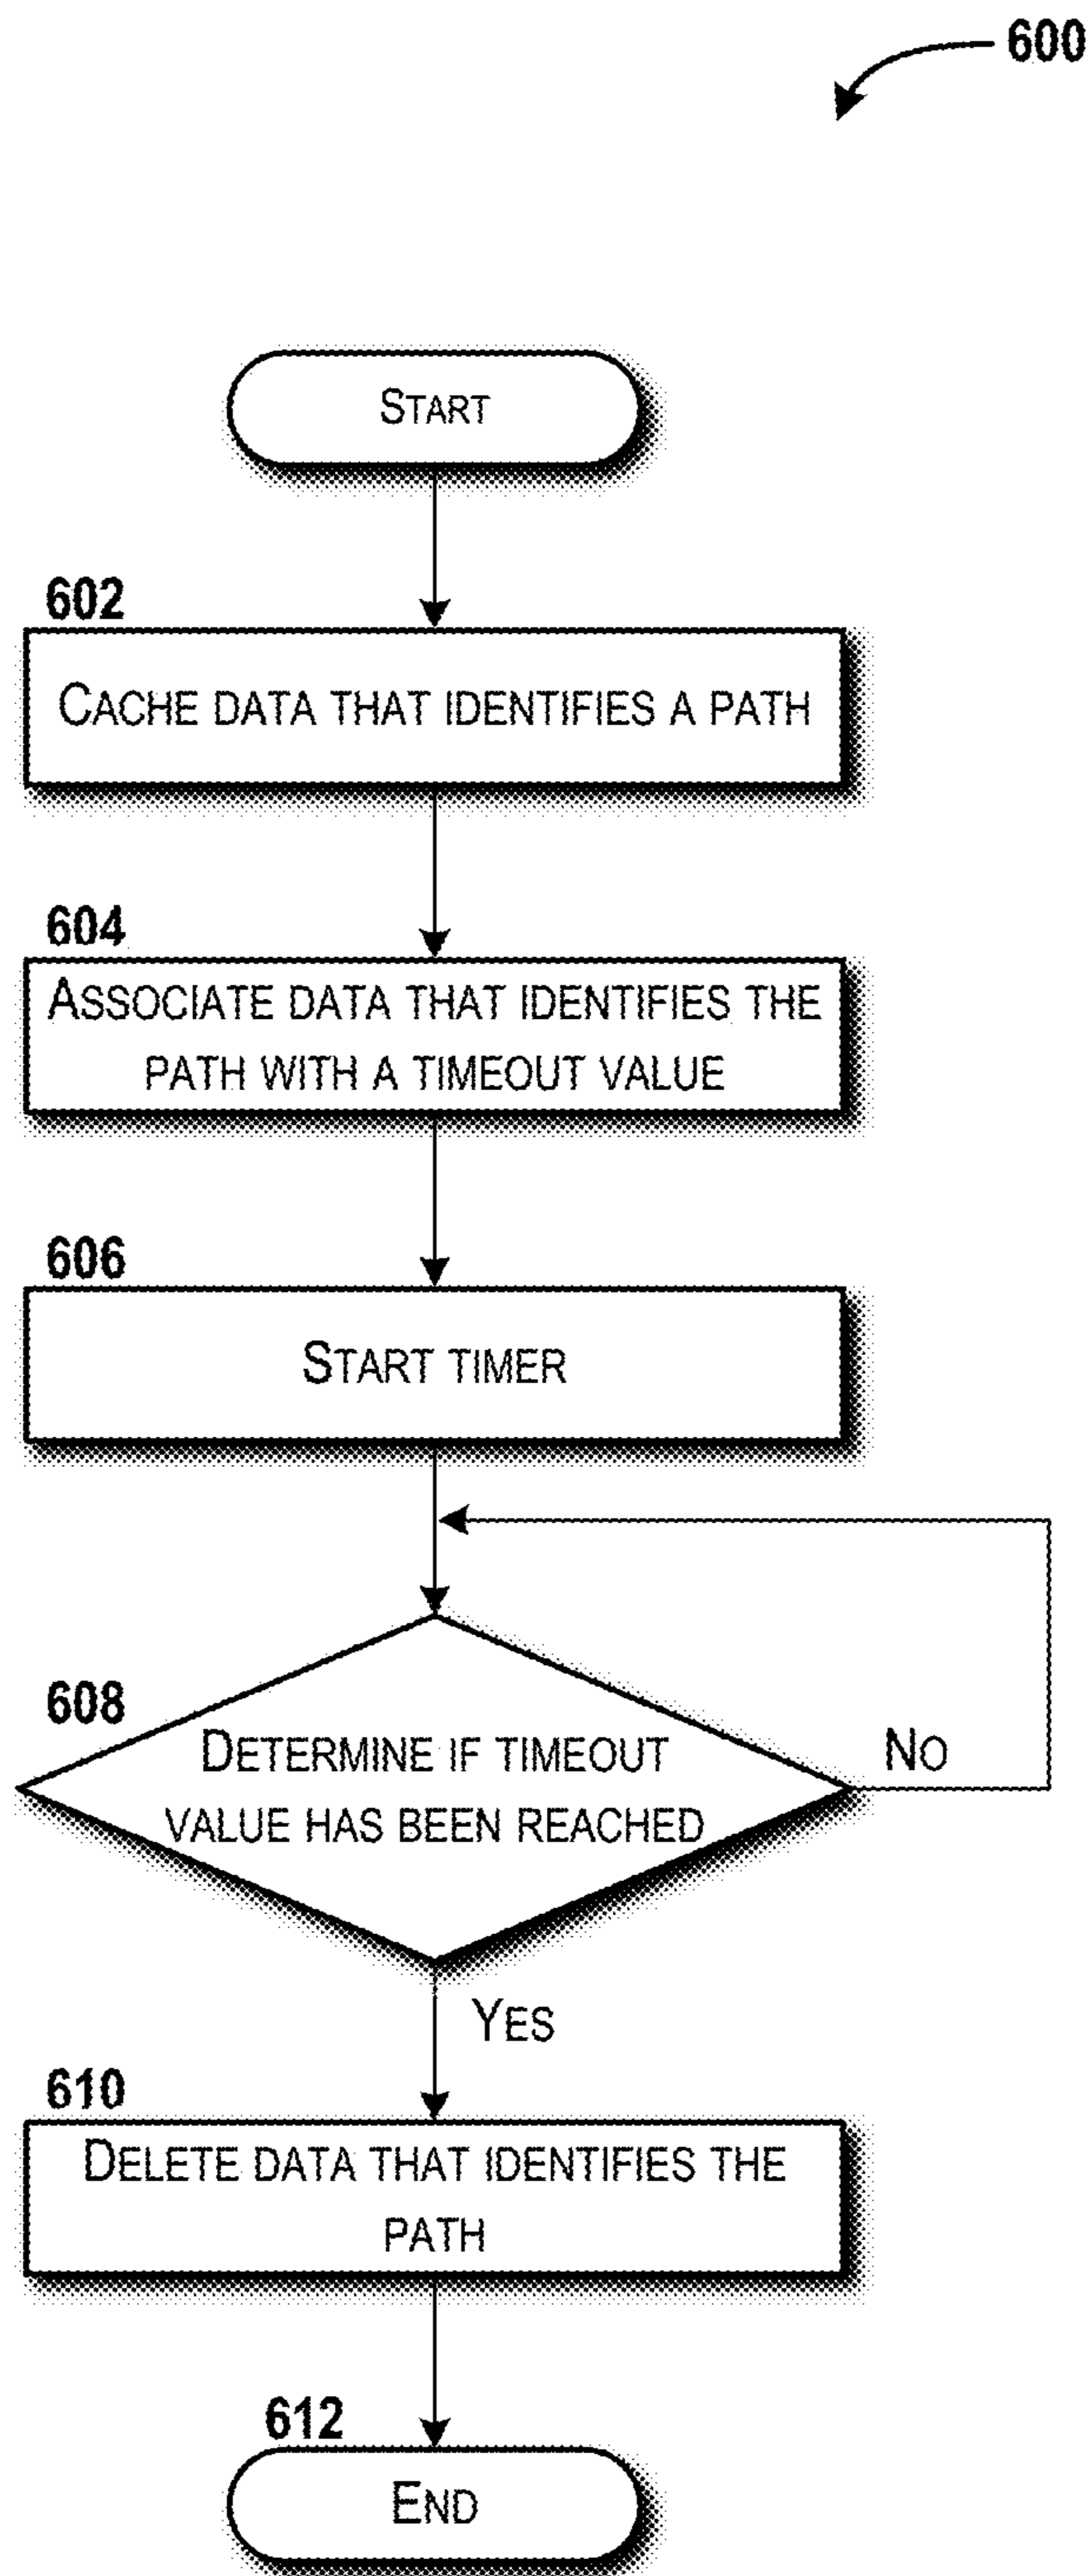 600
START
602
CACHE DATA THAT IDENTIFIES A PATH
604
ASSOCIATE DATA THAT IDENTIFIES THE
PATH WITH A TIMEOUT VALUE
606
START TIMER
608
DETERMINE IF TIMEOUT
VALUE HAS BEEN REACHED
NO
YES
610
DELETE DATA THAT IDENTIFIES THE
PATH
612
END